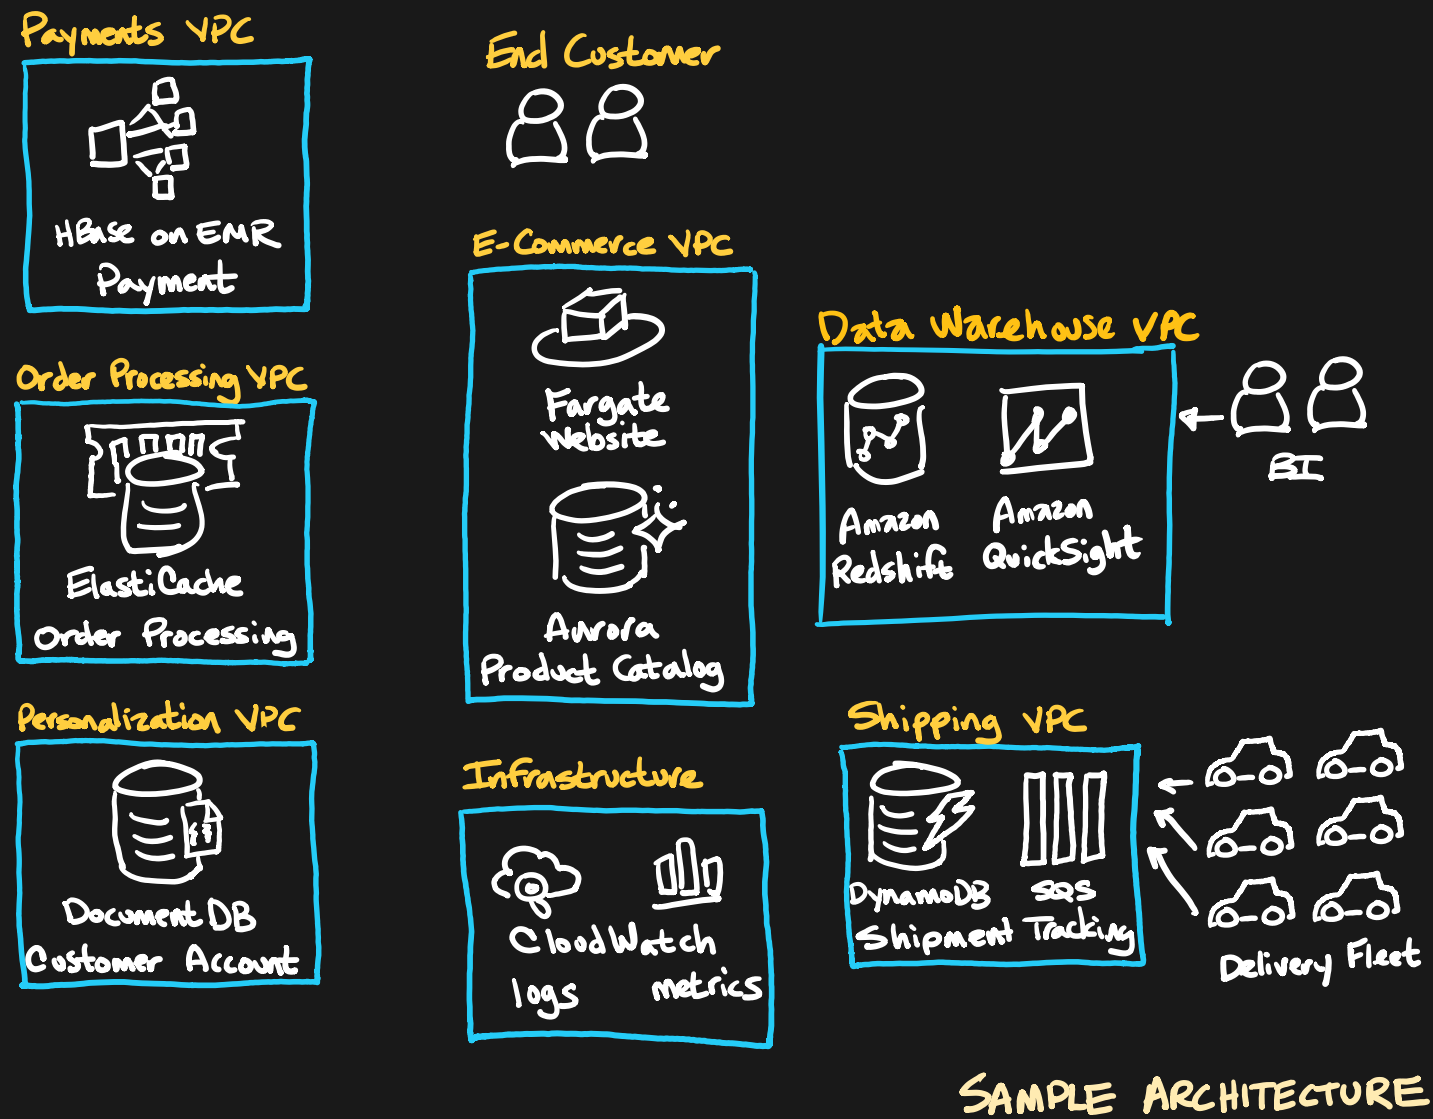 Payments VPC
HBase on EMR
Payment
Order Processing VPC
ElastiCache
Order Processing
Personalization VPC
DocumentDB
Customer Account
End Customer
E-Commerce VPC
Fargate
Website
Aurora
Product Catalog
Infrastructure
CloudWatch
logs metrics
Data Warehouse VPC
Amazon
Redshift
Amazon
QuickSight
BI
Shipping VPC
DynamoDB SQS
Shipment Tracking
Delivery Fleet
SAMPLE ARCHITECTURE